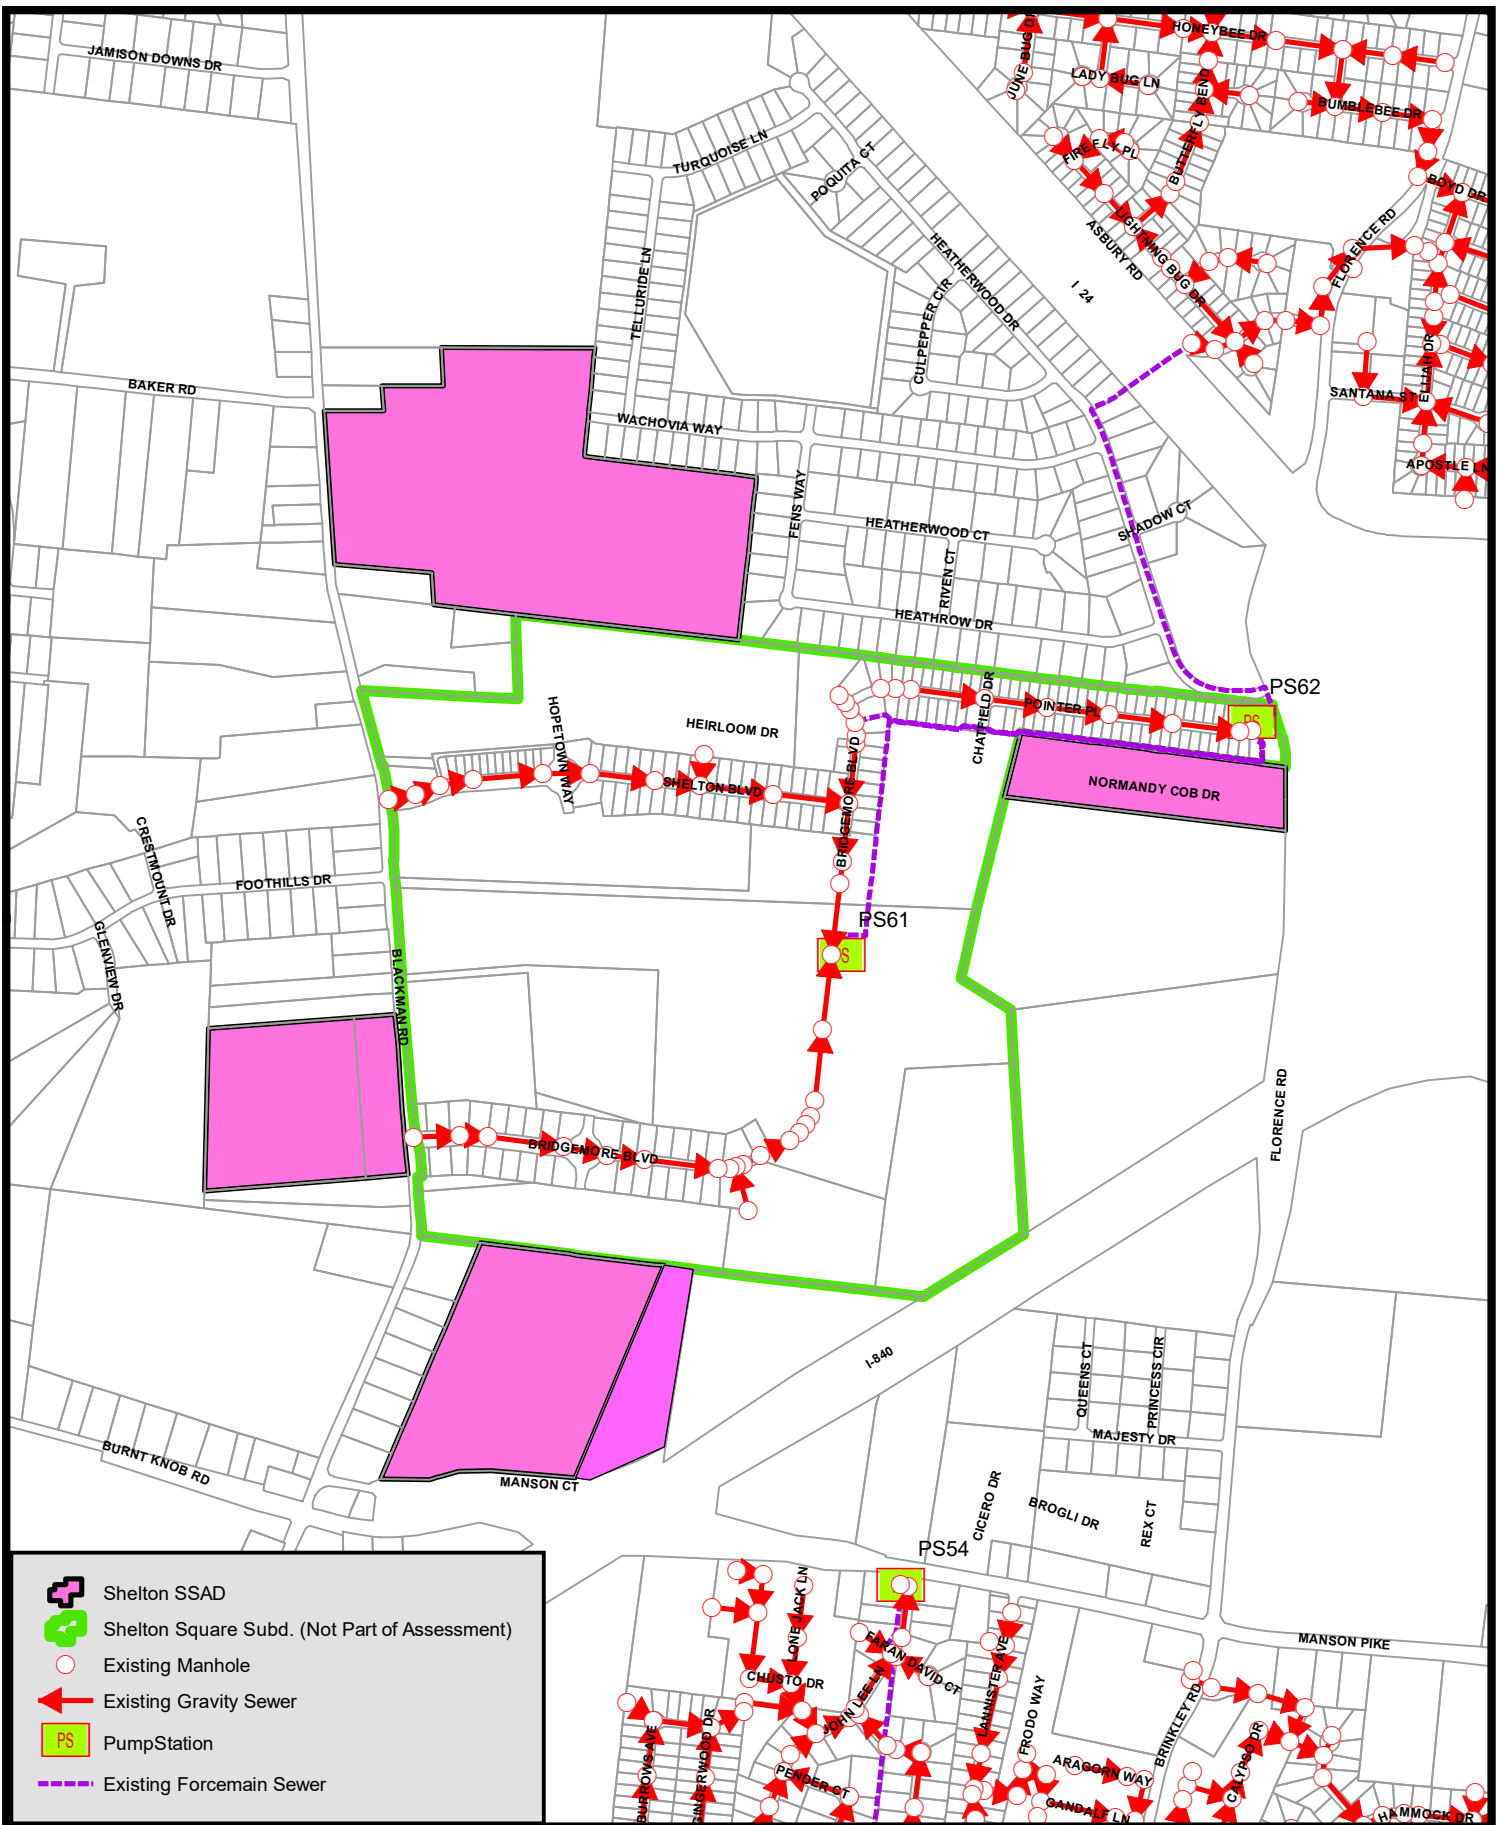 JAMISON DOWNS DR
TURQUOISE LN
POQUITA CT
TELLURIDE LN
HEATHERWOOD DR
CULPEPPER CIR
JUNE BUG DR
HONEYBEE DR
LADY BUG LN
BUTTERFLY BEND
BUMBLEBEE DR
FIREFLY PL
LIGHTNING BUG DR
ASBURY RD
BOYD DR
FLORENCE RD
I 24
ELIJAH DR
SANTANA ST
APOSTLE LN
BAKER RD
WACHOVIA WAY
FENS WAY
HEATHERWOOD CT
RIVEN CT
SHADOW CT
HEATHROW DR
PS62
PS
POINTER PL
CHATFIELD DR
HOPETOWN WAY
HEIRLOOM DR
BRIDGEMORE BLVD
SHELTON BLVD
NORMANDY COB DR
CRESTMOUNT DR
FOOTHILLS DR
GLENVIEW DR
BLACKMAN RD
PS61
FLORENCE RD
BRIDGEMORE BLVD
I-840
QUEENS CT
PRINCESS CIR
MAJESTY DR
BURNT KNOB RD
MANSON CT
CICERO DR
BROGLI DR
REX CT
PS54
MANSON PIKE
LONE JACK LN
FARAN DAVID CT
CHUSTO DR
JOHN LEE LN
LANNISTER AVE
FRODO WAY
BRINKLEY RD
CALYPSO DR
BURROWS AVE
GINGERWOOD DR
PENDER CT
ARAGORN WAY
GANDALF LN
HAMMOCK DR
Shelton SSAD
Shelton Square Subd. (Not Part of Assessment)
Existing Manhole
Existing Gravity Sewer
PS PumpStation
Existing Forcemain Sewer